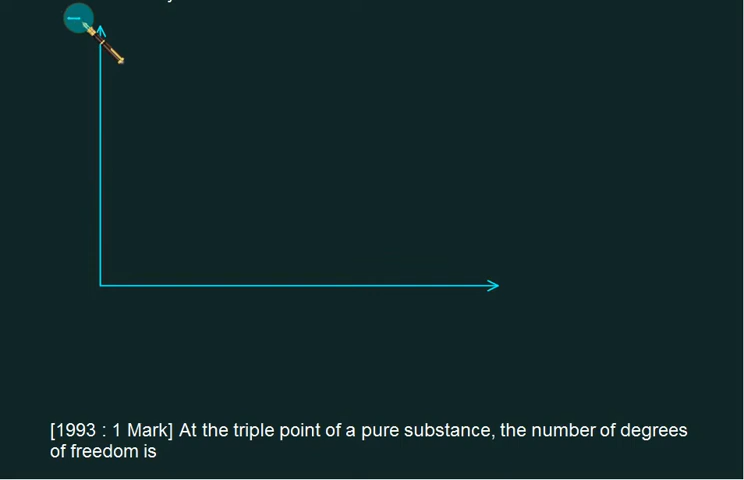 [1993 : 1 Mark] At the triple point of a pure substance, the number of degrees
of freedom is